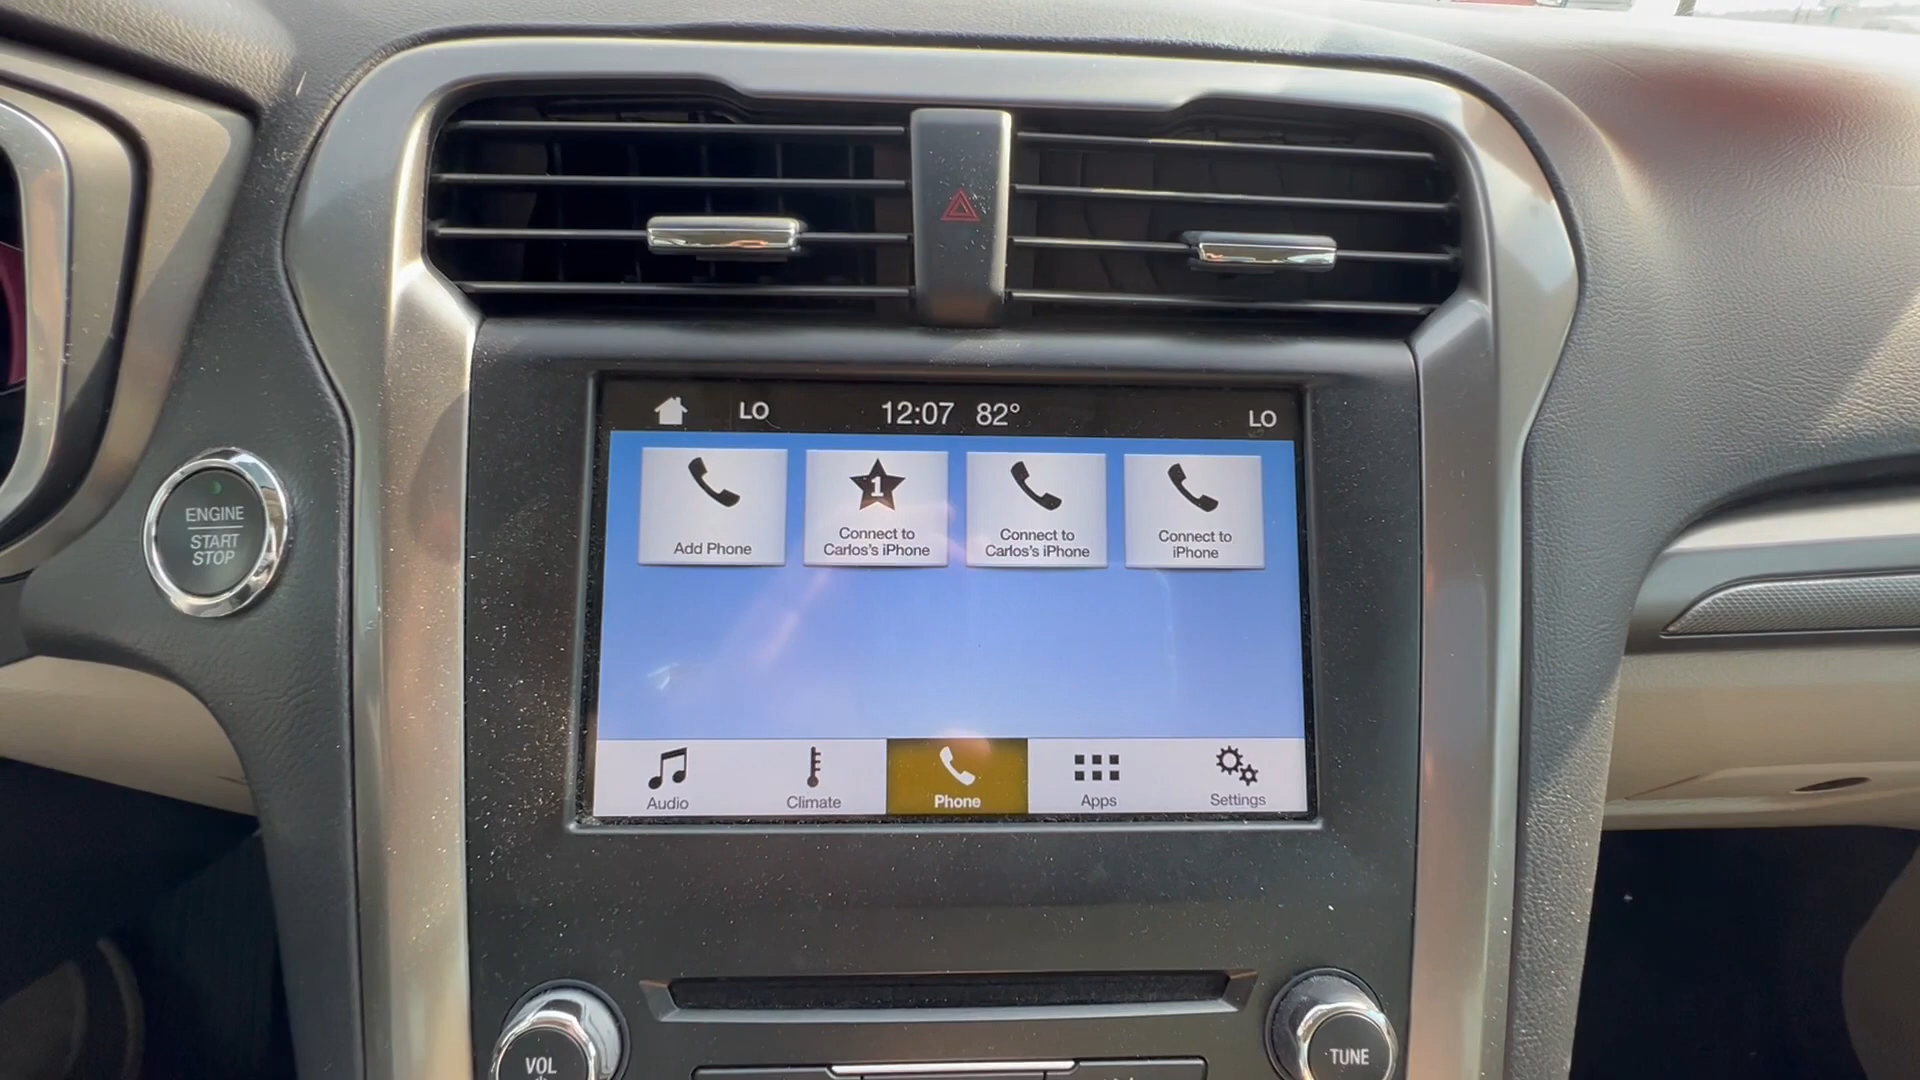 LO
12:07 82°
LO
Add Phone
1
Connect to
Carlos's iPhone
Connect to
Carlos's iPhone
Connect to
iPhone
ENGINE
START
STOP
Audio
Climate
Phone
Apps
Settings
VOL
TUNE